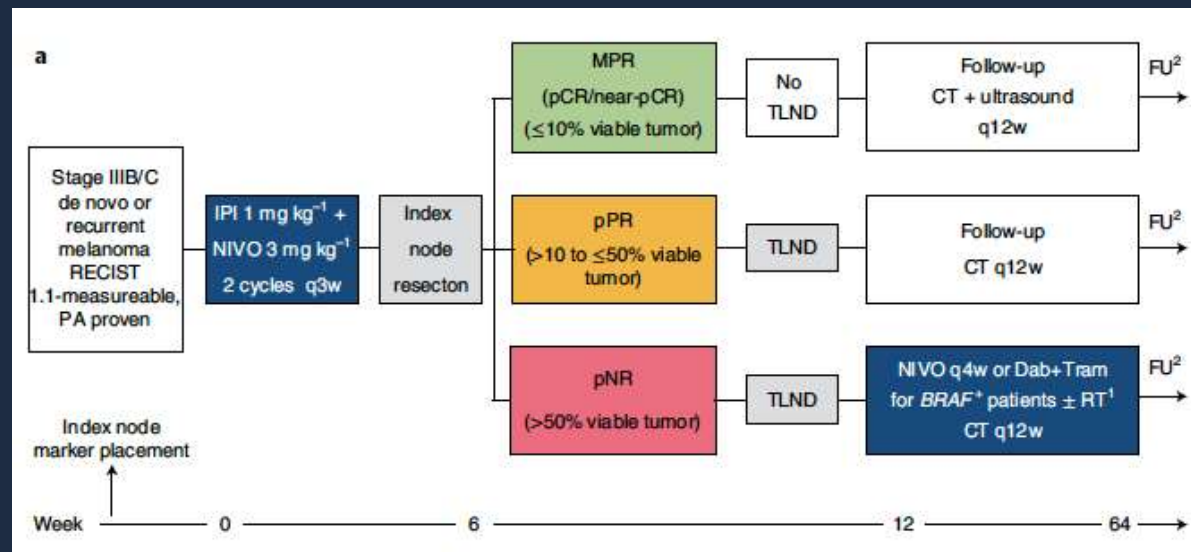 a
Stage IIIB/C
de novo or
recurrent
melanoma
RECIST
1.1-measureable,
PA proven
IPI 1 mg kg⁻¹ +
NIVO 3 mg kg⁻¹
2 cycles q3w
Index
node
resecton
MPR
(pCR/near-pCR)
(≤10% viable tumor)
No
TLND
Follow-up
CT + ultrasound
q12w
FU²
pPR
(>10 to ≤50% viable
tumor)
TLND
Follow-up
CT q12w
FU²
pNR
(>50% viable tumor)
TLND
NIVO q4w or Dab+Tram
for BRAF⁺ patients ± RT¹
CT q12w
FU²
Index node
marker placement
Week 0 6 12 64